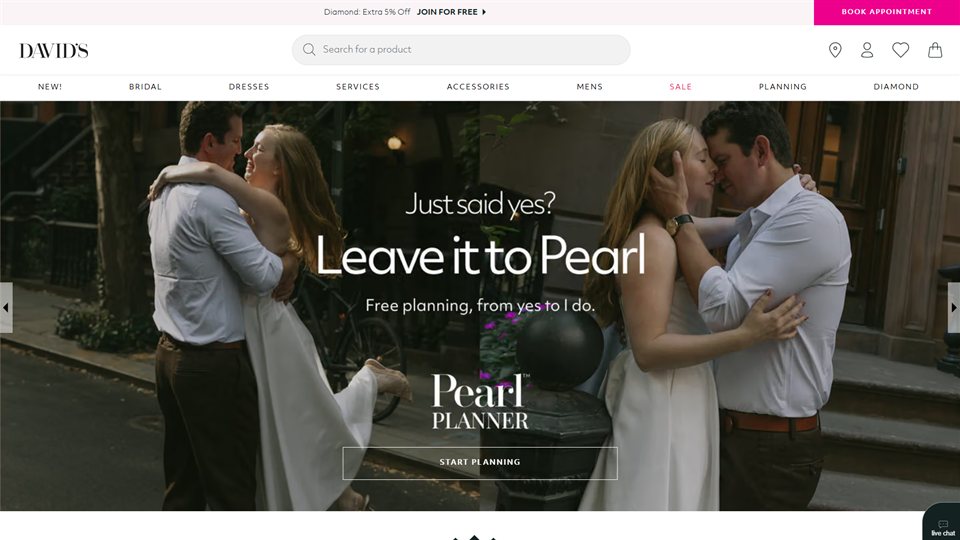 Diamond: Extra 5% Off JOIN FOR FREE
BOOK APPOINTMENT
DAVID'S
Search for a product
NEW!
BRIDAL
DRESSES
SERVICES
ACCESSORIES
MENS
SALE
PLANNING
DIAMOND
Just said yes?
Leave it to Pearl
Free planning, from yes to I do.
Pearl™
PLANNER
START PLANNING
live chat